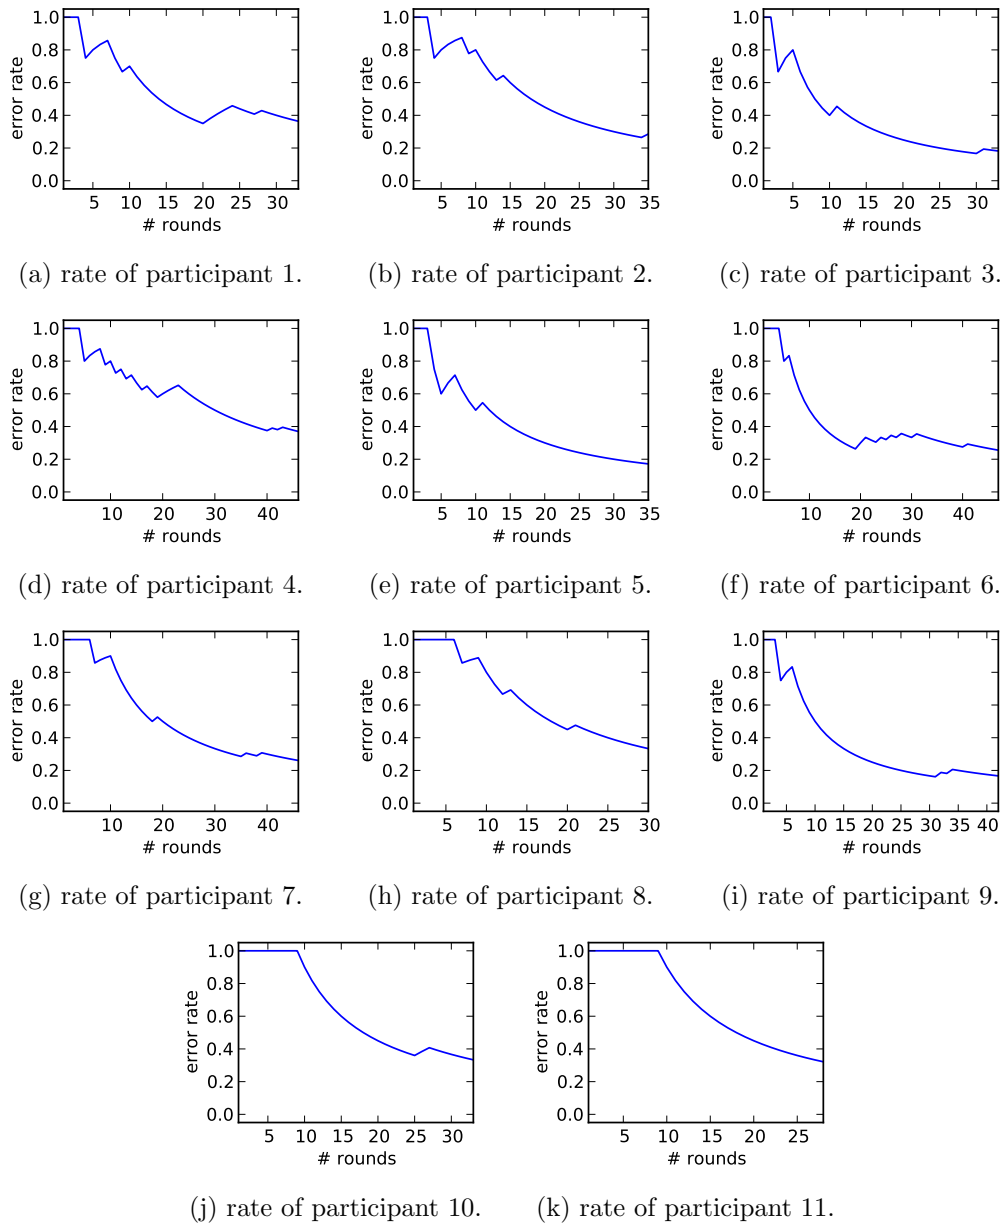 1.0 1.0 1.0
0.8 0.8 0.8
error rate error rate error rate
0.6 0.6 0.6
0.4 0.4 0.4
0.2 0.2 0.2
0.0 0.0 0.0
5 10 15 20 25 30 5 10 15 20 25 30 35 5 10 15 20 25 30
# rounds # rounds # rounds
(a) rate of participant 1. (b) rate of participant 2. (c) rate of participant 3.
1.0 1.0 1.0
0.8 0.8 0.8
error rate error rate error rate
0.6 0.6 0.6
0.4 0.4 0.4
0.2 0.2 0.2
0.0 0.0 0.0
10 20 30 40 5 10 15 20 25 30 35 10 20 30 40
# rounds # rounds # rounds
(d) rate of participant 4. (e) rate of participant 5. (f) rate of participant 6.
1.0 1.0 1.0
0.8 0.8 0.8
error rate error rate error rate
0.6 0.6 0.6
0.4 0.4 0.4
0.2 0.2 0.2
0.0 0.0 0.0
10 20 30 40 5 10 15 20 25 30 5 10 15 20 25 30 35 40
# rounds # rounds # rounds
(g) rate of participant 7. (h) rate of participant 8. (i) rate of participant 9.
1.0 1.0
0.8 0.8
error rate error rate
0.6 0.6
0.4 0.4
0.2 0.2
0.0 0.0
5 10 15 20 25 30 5 10 15 20 25
# rounds # rounds
(j) rate of participant 10. (k) rate of participant 11.